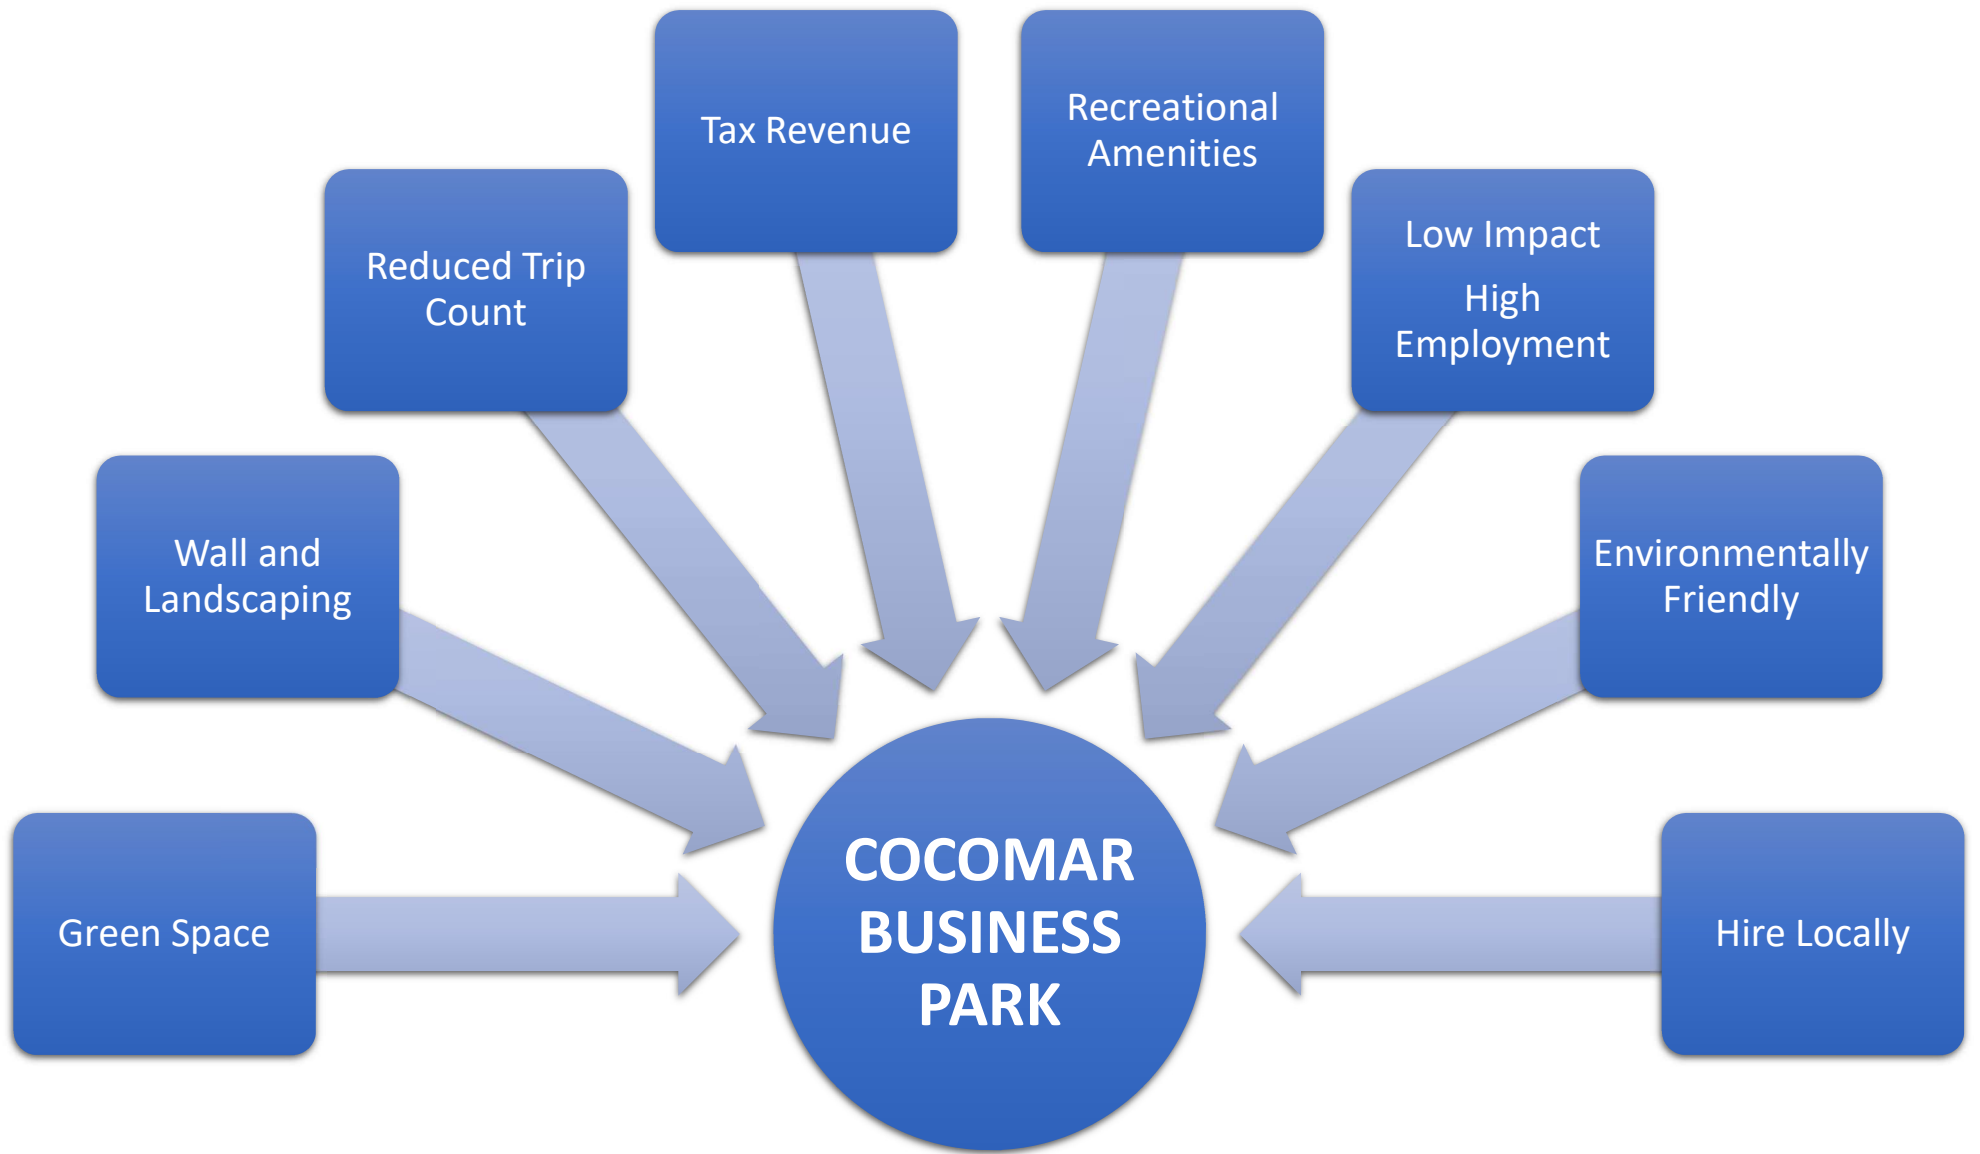 Tax Revenue
Recreational
Amenities
Reduced Trip
Count
Low Impact
High
Employment
Wall and
Landscaping
Environmentally
Friendly
Green Space
COCOMAR
BUSINESS
PARK
Hire Locally